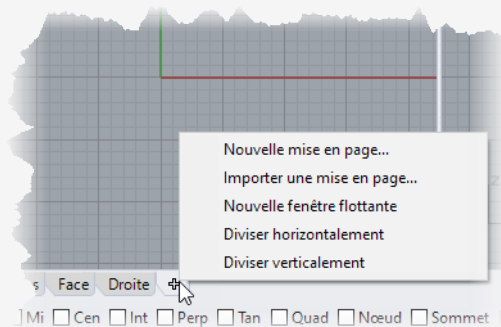 Nouvelle mise en page...
Importer une mise en page...
Nouvelle fenêtre flottante
Diviser horizontalement
Diviser verticalement
s Face Droite
Mi Cen Int Perp Tan Quad Nœud Sommet